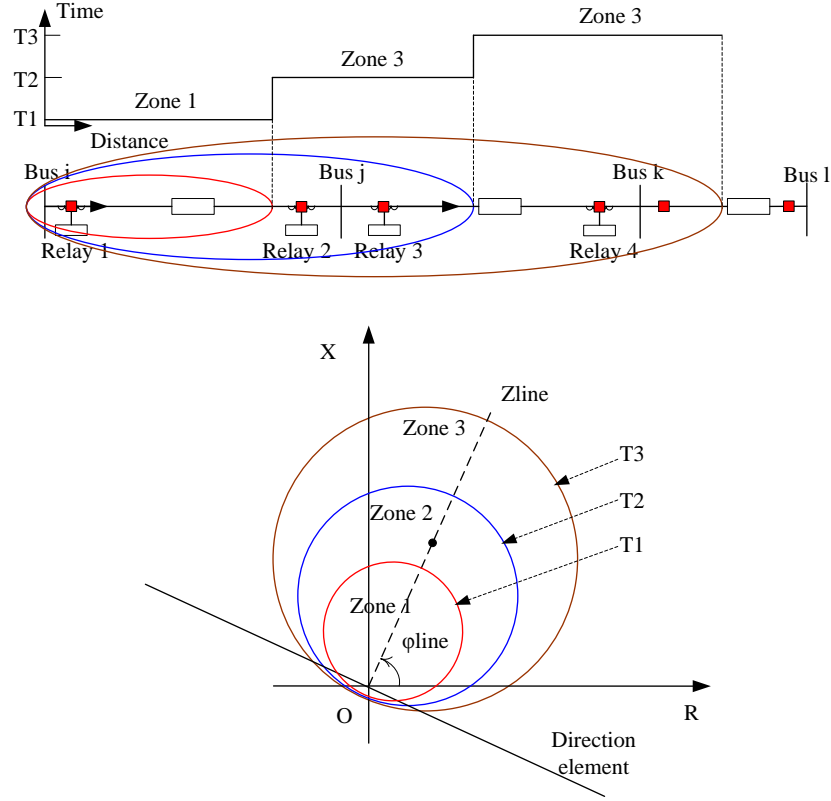 Time
T3
T2
T1
Zone 3
Zone 3
Zone 1
Distance
Bus i
Bus j
Bus k
Bus l
Relay 1
Relay 2
Relay 3
Relay 4
X
Zline
Zone 3
T3
T2
T1
Zone 2
Zone 1
φline
O
R
Direction
element